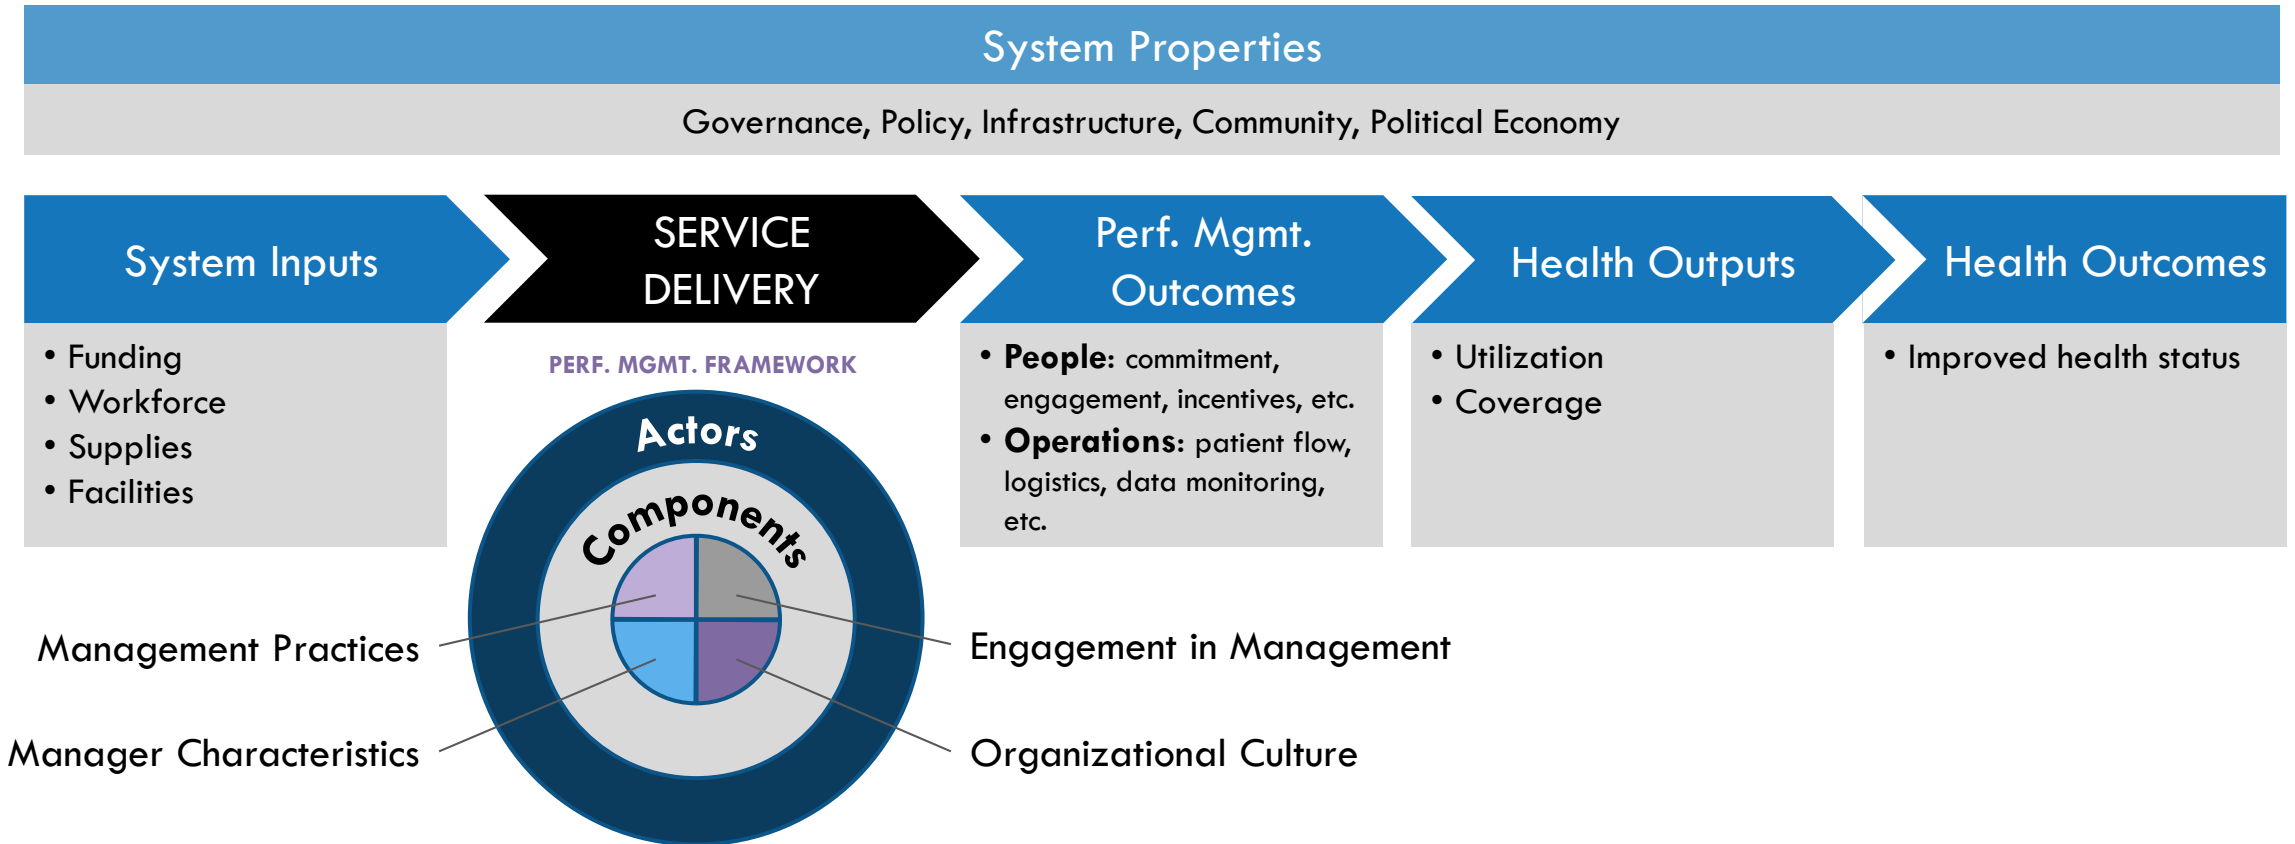 System Properties
Governance, Policy, Infrastructure, Community, Political Economy
System Inputs
• Funding
• Workforce
• Supplies
• Facilities
SERVICE
DELIVERY
PERF. MGMT. FRAMEWORK
Actors
Components
Management Practices
Manager Characteristics
Engagement in Management
Organizational Culture
Perf. Mgmt.
Outcomes
• People: commitment,
engagement, incentives, etc.
• Operations: patient flow,
logistics, data monitoring,
etc.
Health Outputs
• Utilization
• Coverage
Health Outcomes
• Improved health status